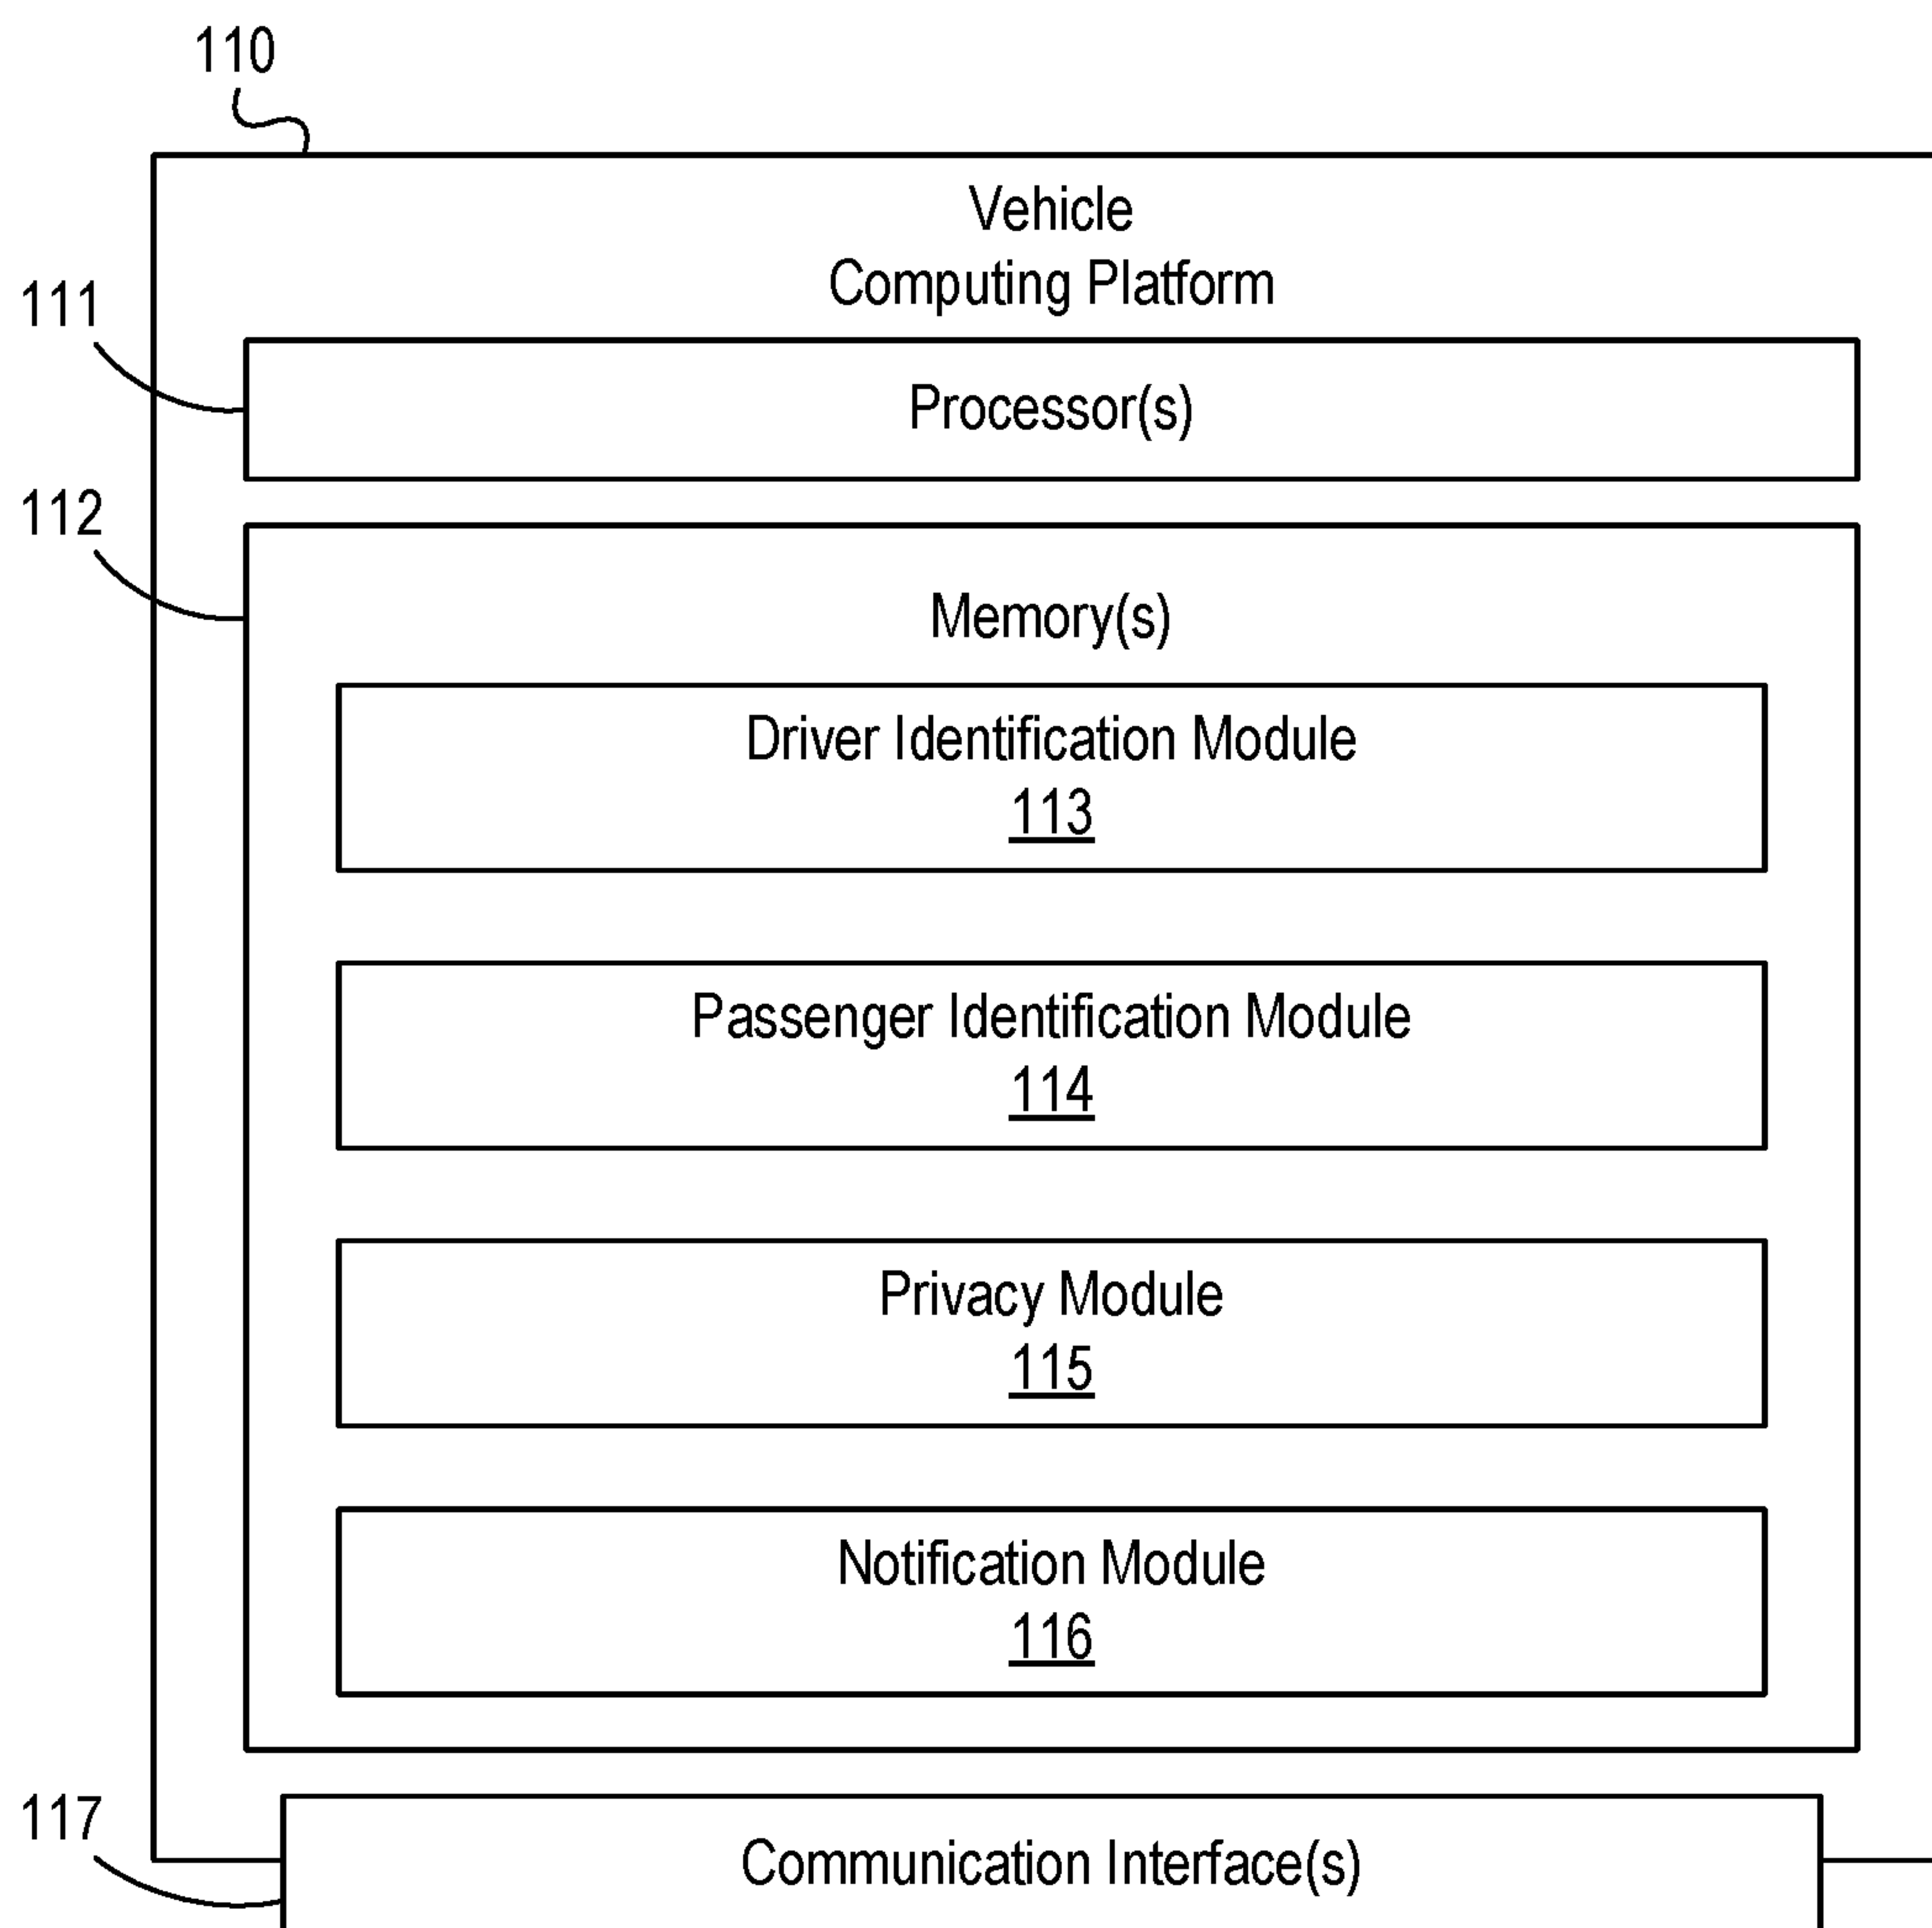 110
Vehicle
Computing Platform
111
Processor(s)
112
Memory(s)
Driver Identification Module
113
Passenger Identification Module
114
Privacy Module
115
Notification Module
116
117
Communication Interface(s)